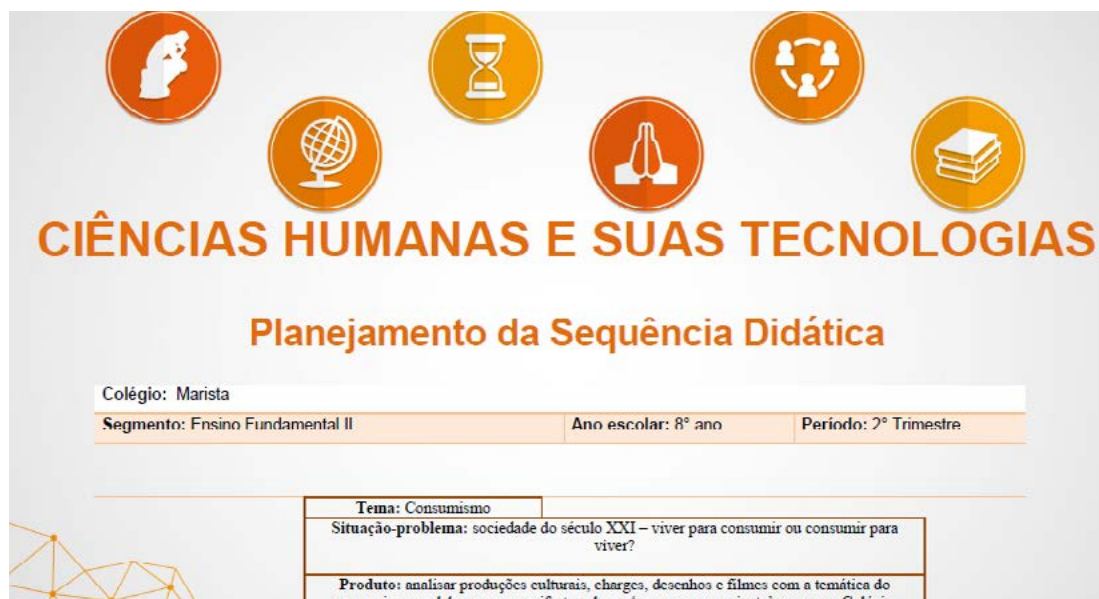 CIÊNCIAS HUMANAS E SUAS TECNOLOGIAS
Planejamento da Sequência Didática
Colégio: Marista
Segmento: Ensino Fundamental II Ano escolar: 8° ano Período: 2° Trimestre
Tema: Consumismo
Situação-problema: sociedade do século XXI – viver para consumir ou consumir para
viver?
Produto: analisar produções culturais, charges, desenhos e filmes com a temática do